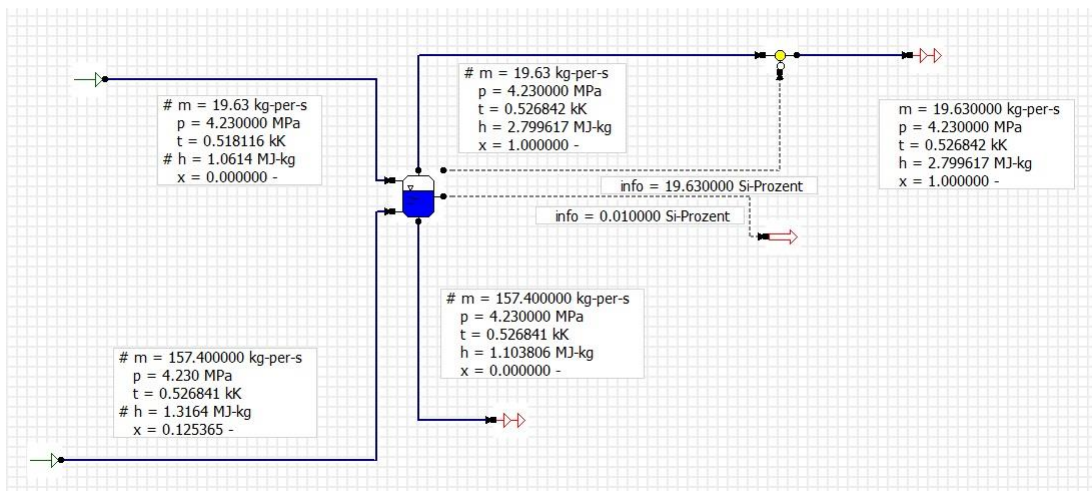 # m = 19.63 kg-per-s
p = 4.230000 MPa
t = 0.518116 kK
# h = 1.0614 MJ-kg
x = 0.000000 -
# m = 19.63 kg-per-s
p = 4.230000 MPa
t = 0.526842 kK
h = 2.799617 MJ-kg
x = 1.000000 -
m = 19.630000 kg-per-s
p = 4.230000 MPa
t = 0.526842 kK
h = 2.799617 MJ-kg
x = 1.000000 -
info = 19.630000 Si-Prozent
info = 0.010000 Si-Prozent
# m = 157.400000 kg-per-s
p = 4.230000 MPa
t = 0.526841 kK
h = 1.103806 MJ-kg
x = 0.000000 -
# m = 157.400000 kg-per-s
p = 4.230 MPa
t = 0.526841 kK
# h = 1.3164 MJ-kg
x = 0.125365 -